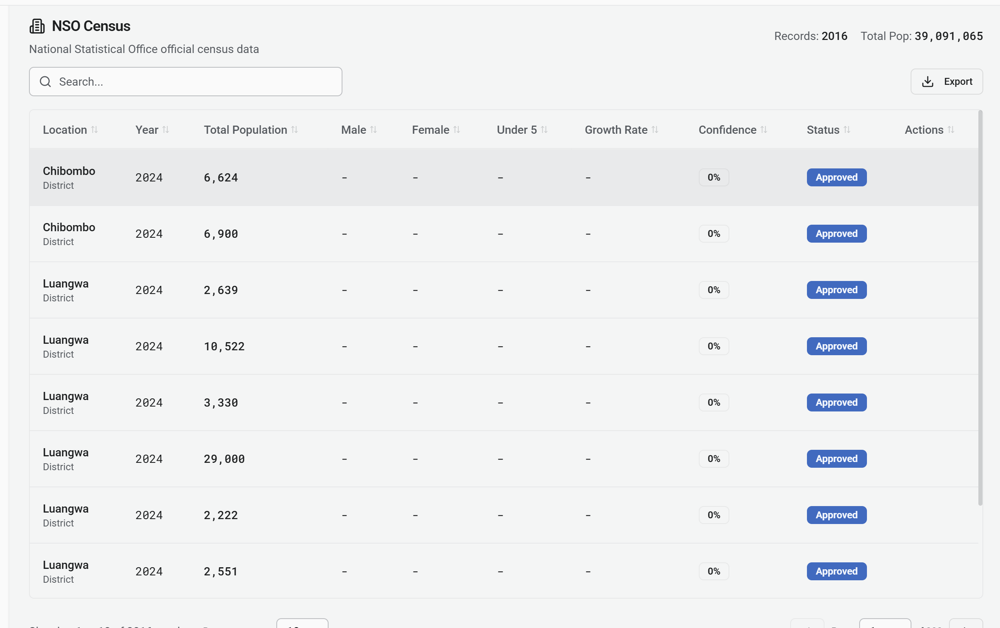 NSO Census
National Statistical Office official census data
Records: 2016 Total Pop: 39,091,065
Search...
Export
Location Year Total Population Male Female Under 5 Growth Rate Confidence Status Actions
Chibombo
District
2024 6,624 - - - - 0% Approved
Chibombo
District
2024 6,900 - - - - 0% Approved
Luangwa
District
2024 2,639 - - - - 0% Approved
Luangwa
District
2024 10,522 - - - - 0% Approved
Luangwa
District
2024 3,330 - - - - 0% Approved
Luangwa
District
2024 29,000 - - - - 0% Approved
Luangwa
District
2024 2,222 - - - - 0% Approved
Luangwa
District
2024 2,551 - - - - 0% Approved